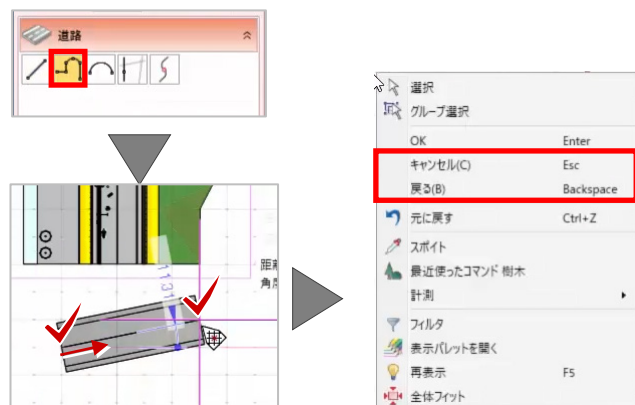 道路
1131
距
角
選択
グループ選択
OK Enter
キャンセル(C) Esc
戻る(B) Backspace
元に戻す Ctrl+Z
スポイト
最近使ったコマンド 樹木
計測
フィルタ
表示パレットを開く
再表示 F5
全体フィット